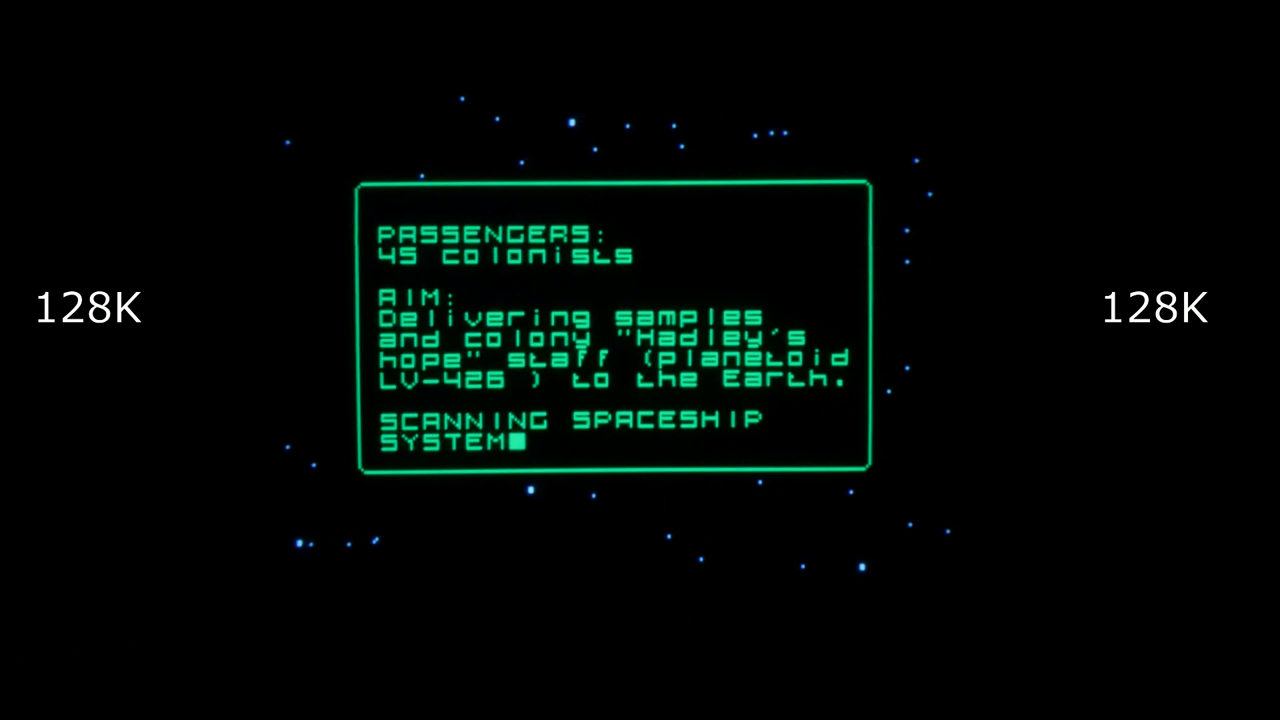 128K
PASSENGERS:
45 colonists
AIM:
Delivering samples
and colony "Hadley's
hope" staff (planetoid
LV-426 ) to the Earth.
SCANNING SPACESHIP
SYSTEM
128K